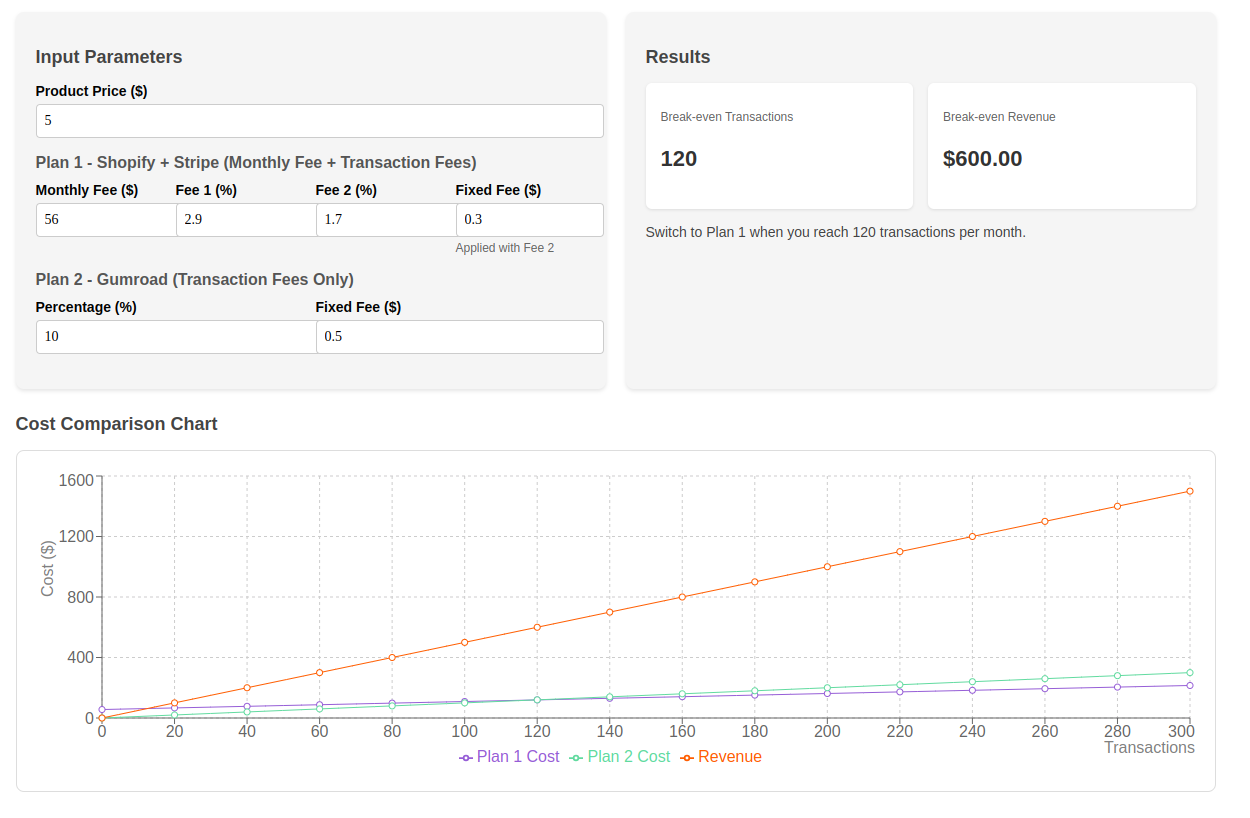 Input Parameters
Product Price ($)
5
Plan 1 - Shopify + Stripe (Monthly Fee + Transaction Fees)
Monthly Fee ($) Fee 1 (%) Fee 2 (%) Fixed Fee ($)
56 2.9 1.7 0.3
Applied with Fee 2
Plan 2 - Gumroad (Transaction Fees Only)
Percentage (%) Fixed Fee ($)
10 0.5
Results
Break-even Transactions
120
Break-even Revenue
$600.00
Switch to Plan 1 when you reach 120 transactions per month.
Cost Comparison Chart
1600
1200
800
400
0
Cost ($)
0 20 40 60 80 100 120 140 160 180 200 220 240 260 280 300
Transactions
Plan 1 Cost Plan 2 Cost Revenue